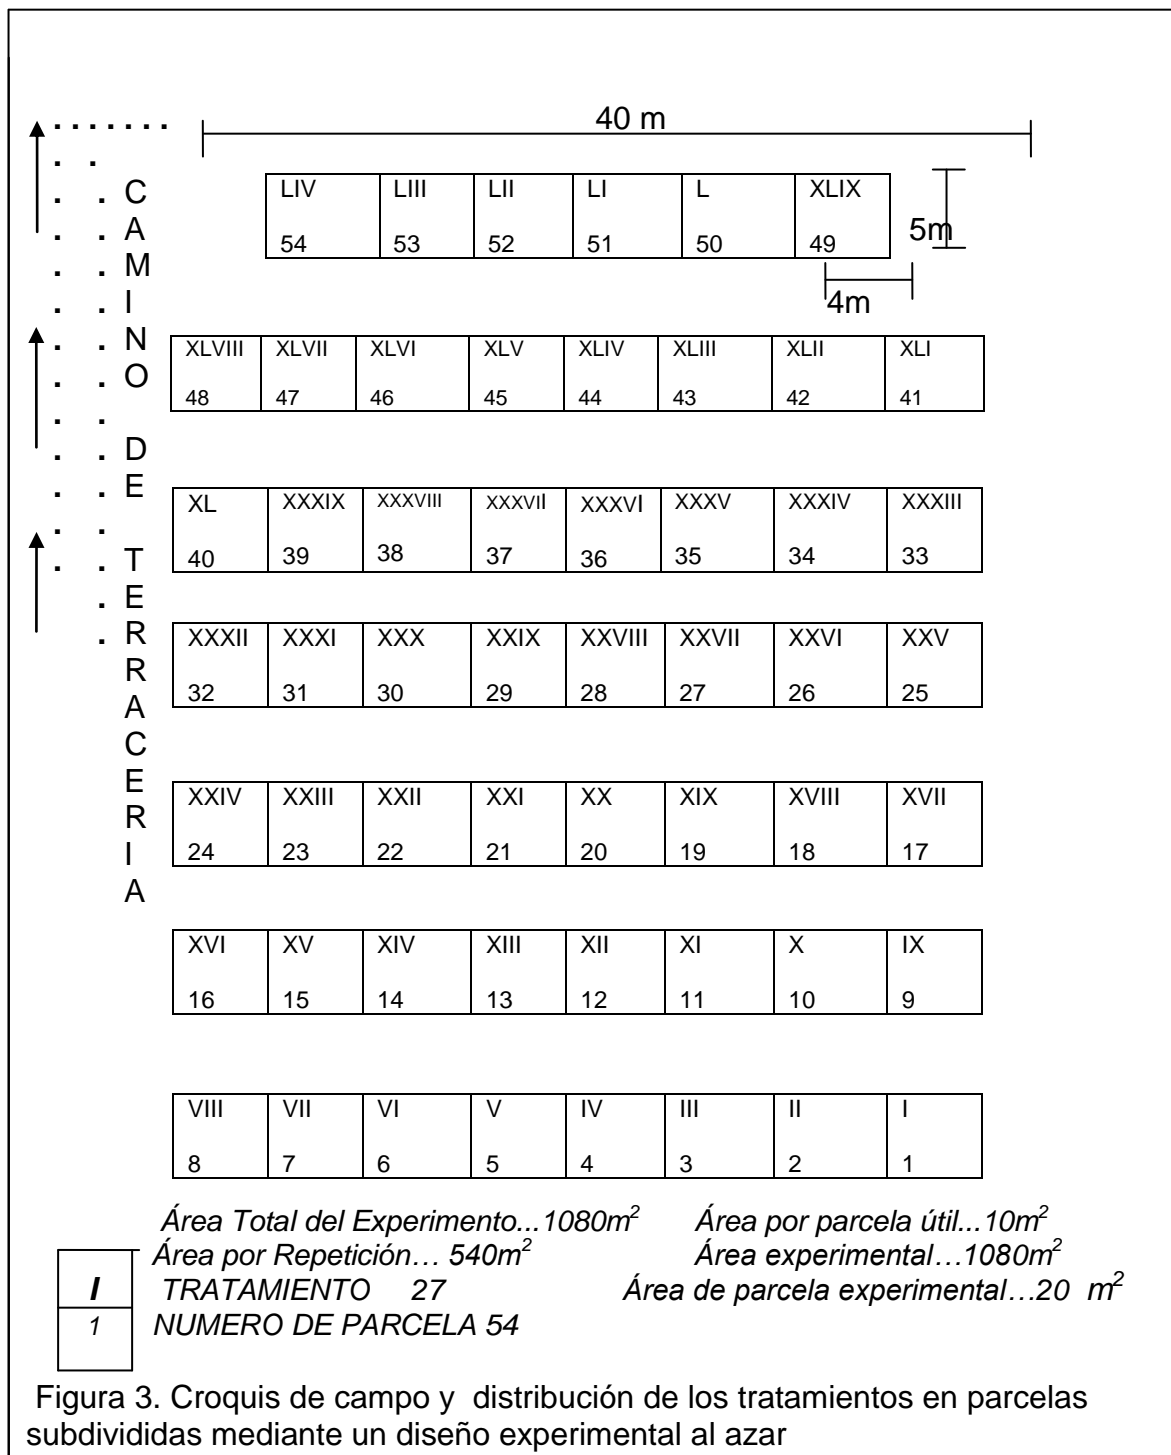 40 m
CAMINO DE TERRACERIA
LIV LIII LII LI L XLIX
54 53 52 51 50 49
5m
4m
XLVIII XLVII XLVI XLV XLIV XLIII XLII XLI
48 47 46 45 44 43 42 41
XL XXXIX XXXVIII XXXVII XXXVI XXXV XXXIV XXXIII
40 39 38 37 36 35 34 33
XXXII XXXI XXX XXIX XXVIII XXVII XXVI XXV
32 31 30 29 28 27 26 25
XXIV XXIII XXII XXI XX XIX XVIII XVII
24 23 22 21 20 19 18 17
XVI XV XIV XIII XII XI X IX
16 15 14 13 12 11 10 9
VIII VII VI V IV III II I
8 7 6 5 4 3 2 1
Área Total del Experimento...1080m² Área por parcela útil...10m²
Área por Repetición... 540m² Área experimental...1080m²
I TRATAMIENTO 27 Área de parcela experimental...20 m²
1 NUMERO DE PARCELA 54
Figura 3. Croquis de campo y distribución de los tratamientos en parcelas
subdivididas mediante un diseño experimental al azar